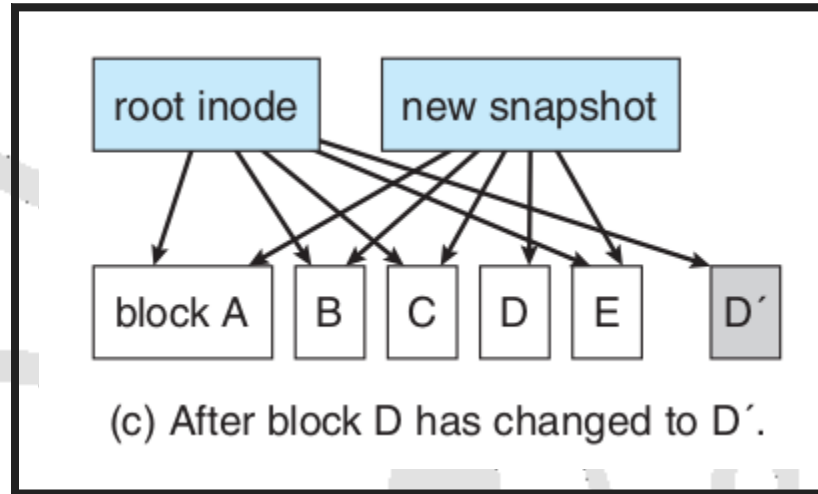 root inode new snapshot
block A B C D E D´
(c) After block D has changed to D´.